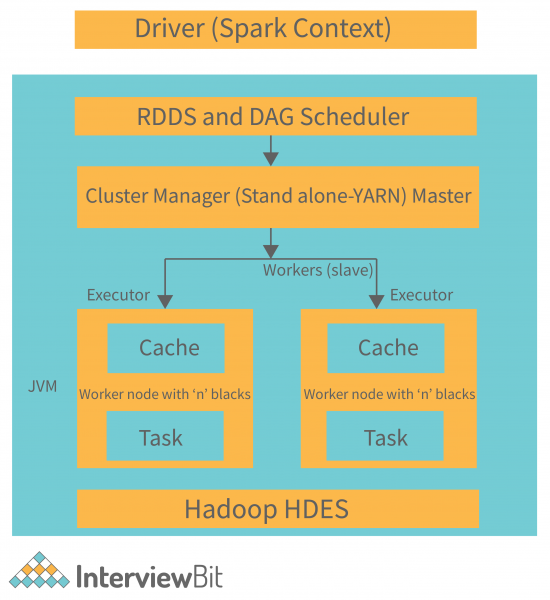 Driver (Spark Context)
RDDS and DAG Scheduler
Cluster Manager (Stand alone-YARN) Master
Workers (slave)
Executor
Executor
Cache
Cache
JVM
Worker node with ‘n’ blacks
Worker node with ‘n’ blacks
Task
Task
Hadoop HDES
InterviewBit